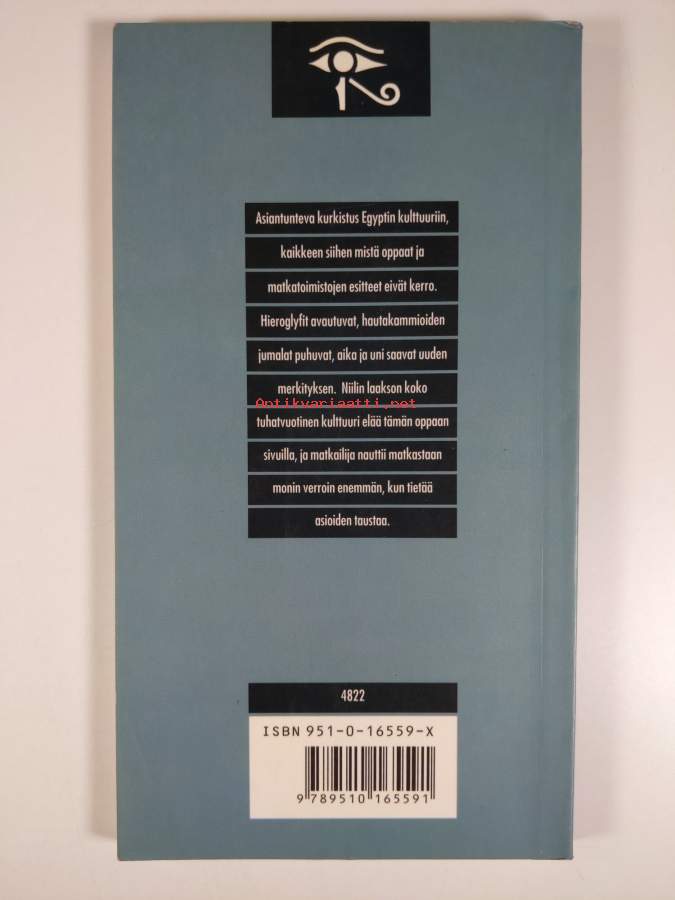 Asiantunteva kurkistus Egyptin kulttuuriin,
kaikkeen siihen mistä oppaat ja
matkatoimistojen esitteet eivät kerro.
Hieroglyfit avautuvat, hautakammioiden
jumalat puhuvat, aika ja uni saavat uuden
merkityksen. Niilin laakson koko
Antikvariaatti.net
tuhatvuotinen kulttuuri elää tämän oppaan
sivuilla, ja matkailija nauttii matkastaan
monin verroin enemmän, kun tietää
asioiden taustaa.
4822
ISBN 951-0-16559-X
9 789510 165591